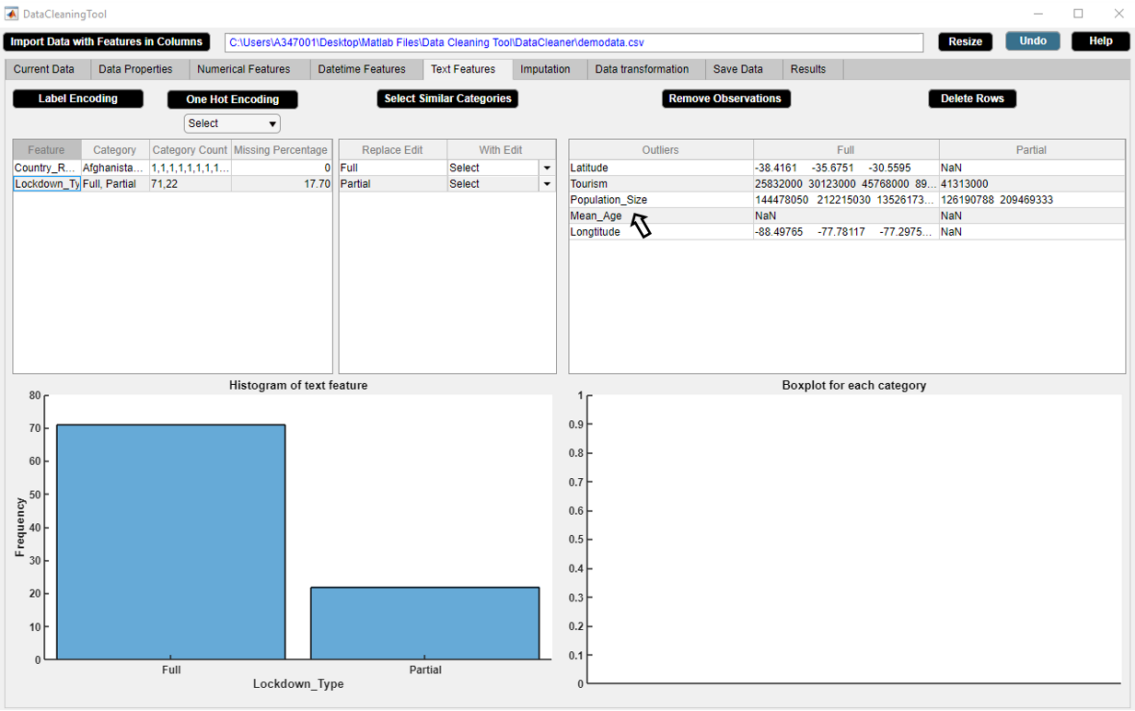 DataCleaningTool
Import Data with Features in Columns C:\Users\A347001\Desktop\Matlab Files\Data Cleaning Tool\DataCleaner\demodata.csv Resize Undo Help
Current Data Data Properties Numerical Features Datetime Features Text Features Imputation Data transformation Save Data Results
Label Encoding One Hot Encoding Select Similar Categories Remove Observations Delete Rows
Select
Feature Category Category Count Missing Percentage
Country_R... Afghanista... 1,1,1,1,1,1,1,1... 0
Lockdown_Ty Full, Partial 71,22 17.70
Replace Edit With Edit
Full Select
Partial Select
Outliers Full Partial
Latitude -38.4161 -35.6751 -30.5595 NaN
Tourism 25832000 30123000 45768000 89... 41313000
Population_Size 144478050 212215030 13526173... 126190788 209469333
Mean_Age NaN NaN
Longtitude -88.49765 -77.78117 -77.2975... NaN
Histogram of text feature
80
70
60
50
40
30
20
10
0
Frequency
Full Partial
Lockdown_Type
Boxplot for each category
1
0.9
0.8
0.7
0.6
0.5
0.4
0.3
0.2
0.1
0